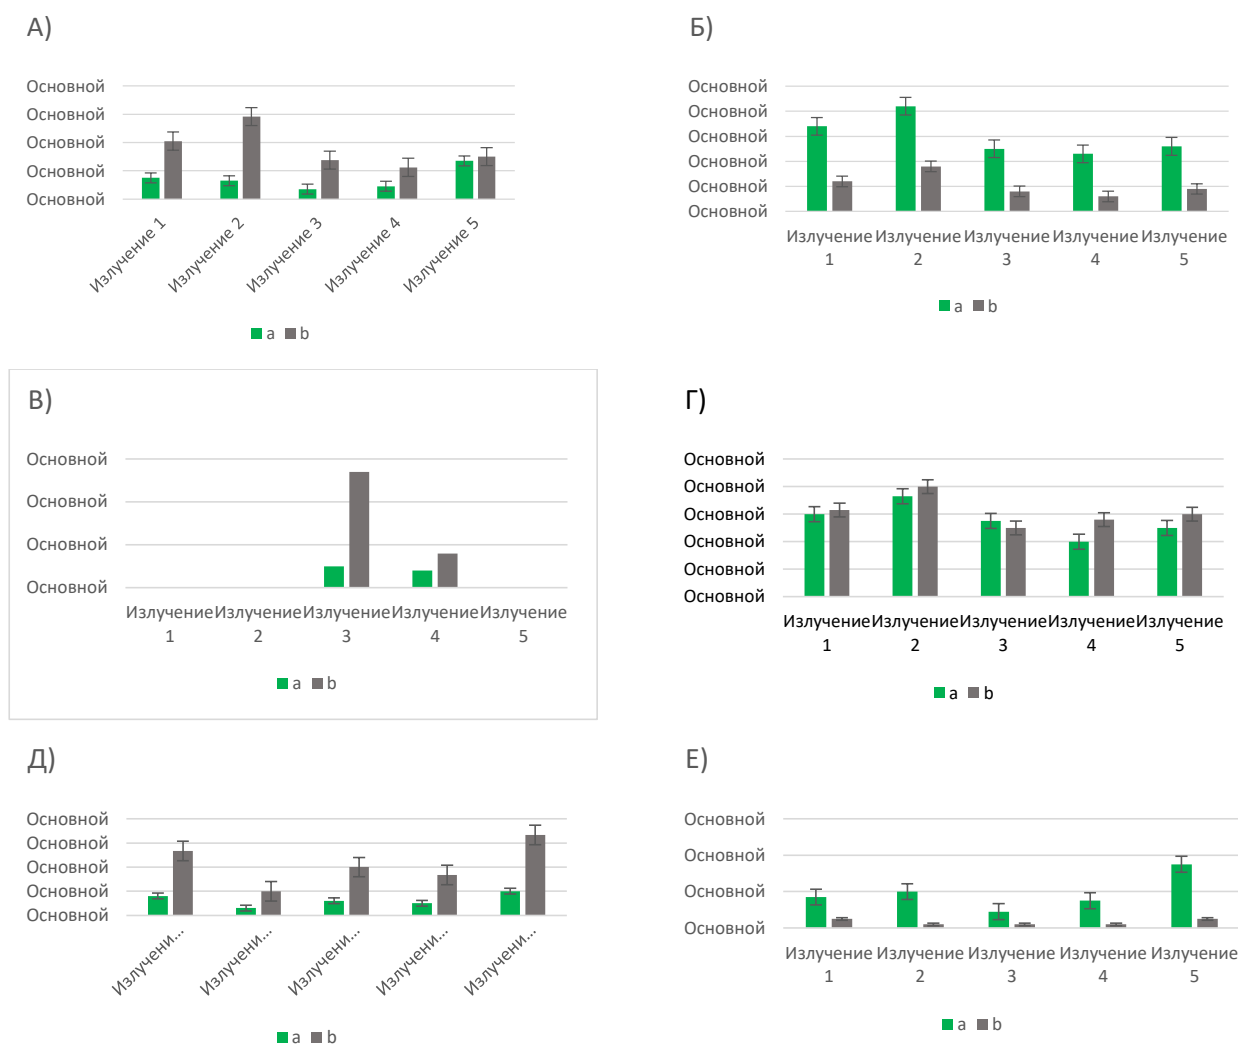 А)
Основной
Основной
Основной
Основной
Основной
Излучение 1
Излучение 2
Излучение 3
Излучение 4
Излучение 5
a b
Б)
Основной
Основной
Основной
Основной
Основной
Основной
Излучение Излучение Излучение Излучение Излучение
1 2 3 4 5
a b
В)
Основной
Основной
Основной
Основной
Излучение Излучение Излучение Излучение Излучение
1 2 3 4 5
a b
Г)
Основной
Основной
Основной
Основной
Основной
Основной
Излучение Излучение Излучение Излучение Излучение
1 2 3 4 5
a b
Д)
Основной
Основной
Основной
Основной
Основной
Излучени...
Излучени...
Излучени...
Излучени...
Излучени...
a b
Е)
Основной
Основной
Основной
Основной
Излучение Излучение Излучение Излучение Излучение
1 2 3 4 5
a b